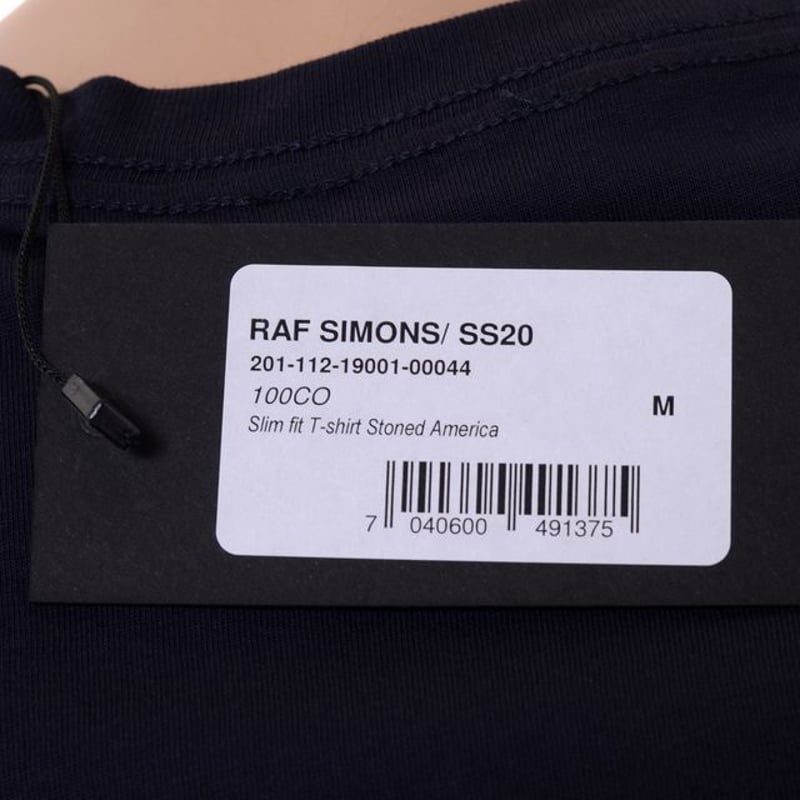 RAF SIMONS/ SS20
201-112-19001-00044
100CO
M
Slim fit T-shirt Stoned America
7 040600 491375